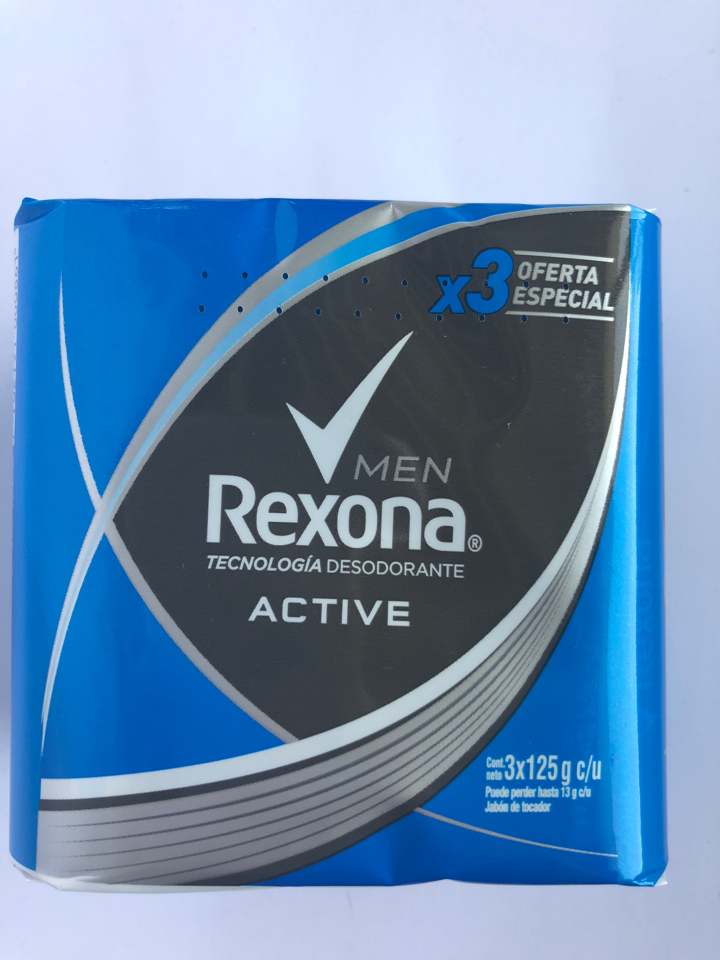 x3 OFERTA
ESPECIAL
MEN
Rexona®
TECNOLOGÍA DESODORANTE
ACTIVE
Cont.
neto 3x125 g c/u
Puede perder hasta 13 g c/u
Jabón de tocador